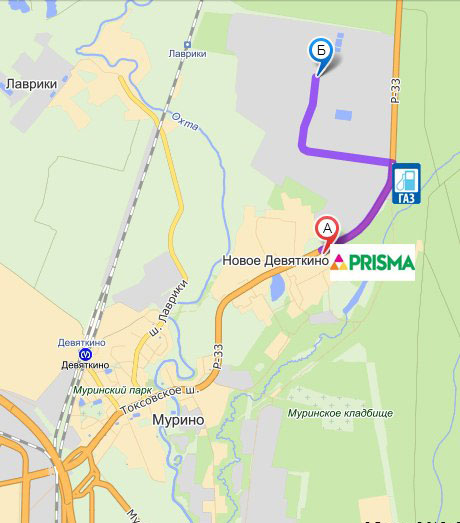 Б
Лаврики
Лаврики
Р-33
Охта
ГАЗ
А
Новое Девяткино
PRISMA
ш. Лаврики
Девяткино
Девяткино
Р-33
Муринский парк
Токсовское ш.
Муринское кладбище
Мурино